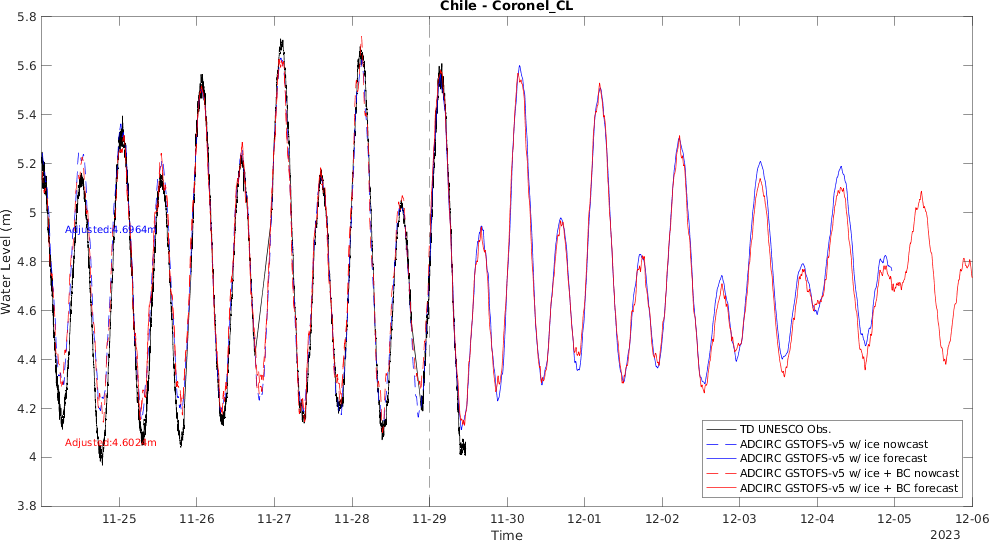 Chile - Coronel_CL
5.8
5.6
5.4
5.2
5
4.8
4.6
4.4
4.2
4
3.8
Water Level (m)
Adjusted:4.6964m
Adjusted:4.6024m
TD UNESCO Obs.
ADCIRC GSTOFS-v5 w/ ice nowcast
ADCIRC GSTOFS-v5 w/ ice forecast
ADCIRC GSTOFS-v5 w/ ice + BC nowcast
ADCIRC GSTOFS-v5 w/ ice + BC forecast
11-25 11-26 11-27 11-28 11-29 11-30 12-01 12-02 12-03 12-04 12-05 12-06
Time
2023